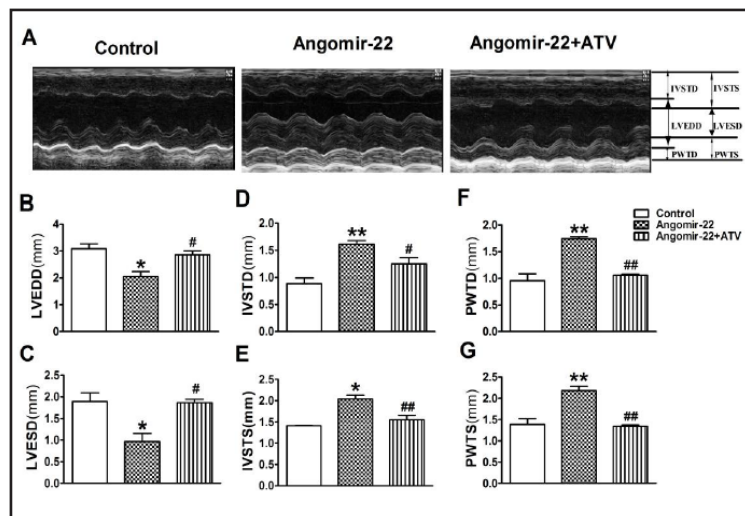 A
Control
Angomir-22
Angomir-22+ATV
IVSTD
IVSTS
LVEDD
LVESD
PWTD
PWTS
B
LVEDD(mm)
4
3
2
1
0
*
#
D
IVSTD(mm)
2.0
1.5
1.0
0.5
0.0
**
#
F
PWTD(mm)
2.0
1.5
1.0
0.5
0.0
**
##
Control
Angomir-22
Angomir-22+ATV
C
LVESD(mm)
2.5
2.0
1.5
1.0
0.5
0.0
*
#
E
IVSTS(mm)
2.5
2.0
1.5
1.0
0.5
0.0
*
##
G
PWTS(mm)
2.5
2.0
1.5
1.0
0.5
0.0
**
##